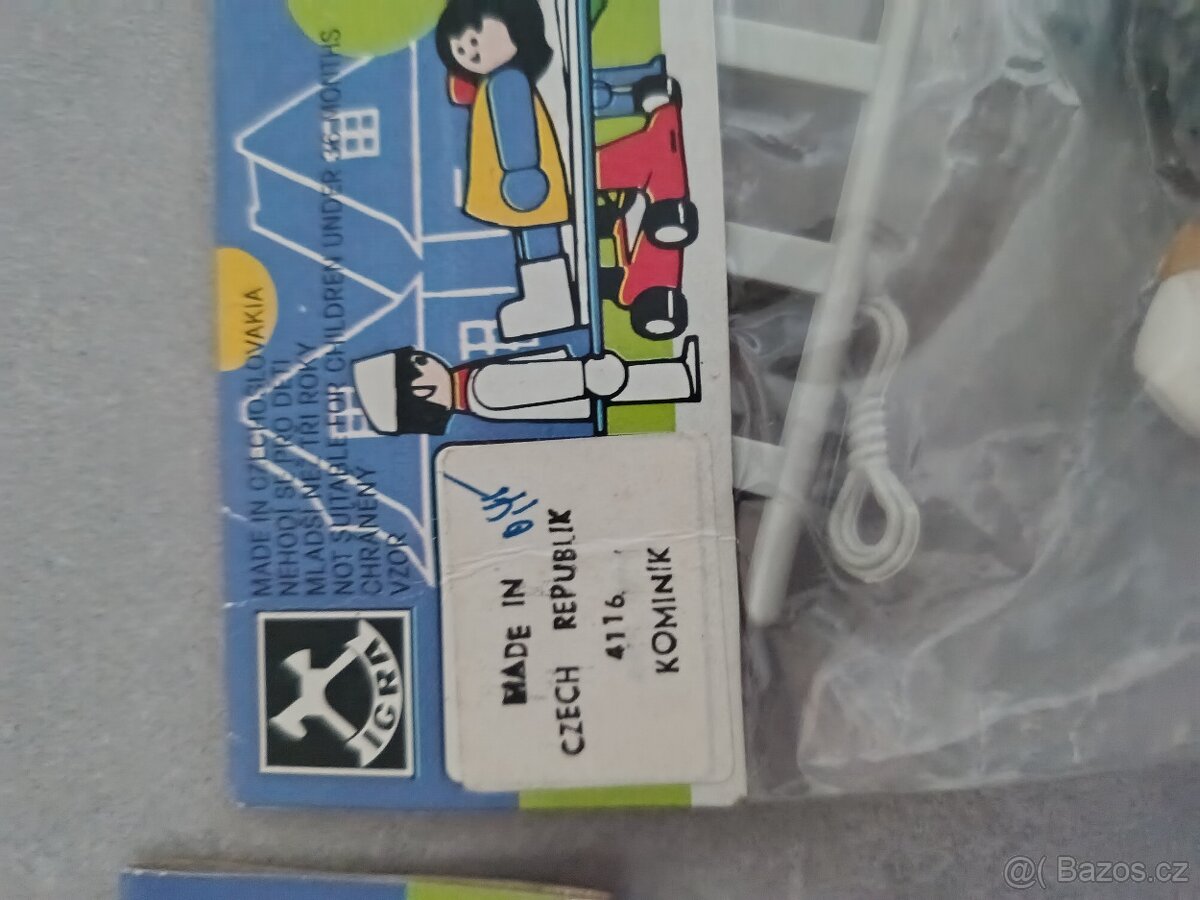 MADE IN CZECHOSLOVAKIA
NEHODÍ SE PRO DĚTI
MLADŠÍ NEŽ TŘI ROKY
NOT SUITABLE FOR CHILDREN UNDER 36 MONTHS
CHRÁNĚNÝ
VZOR
IGRA
MADE IN
CZECH REPUBLIK
4116
KOMINÍK
@( Bazos.cz